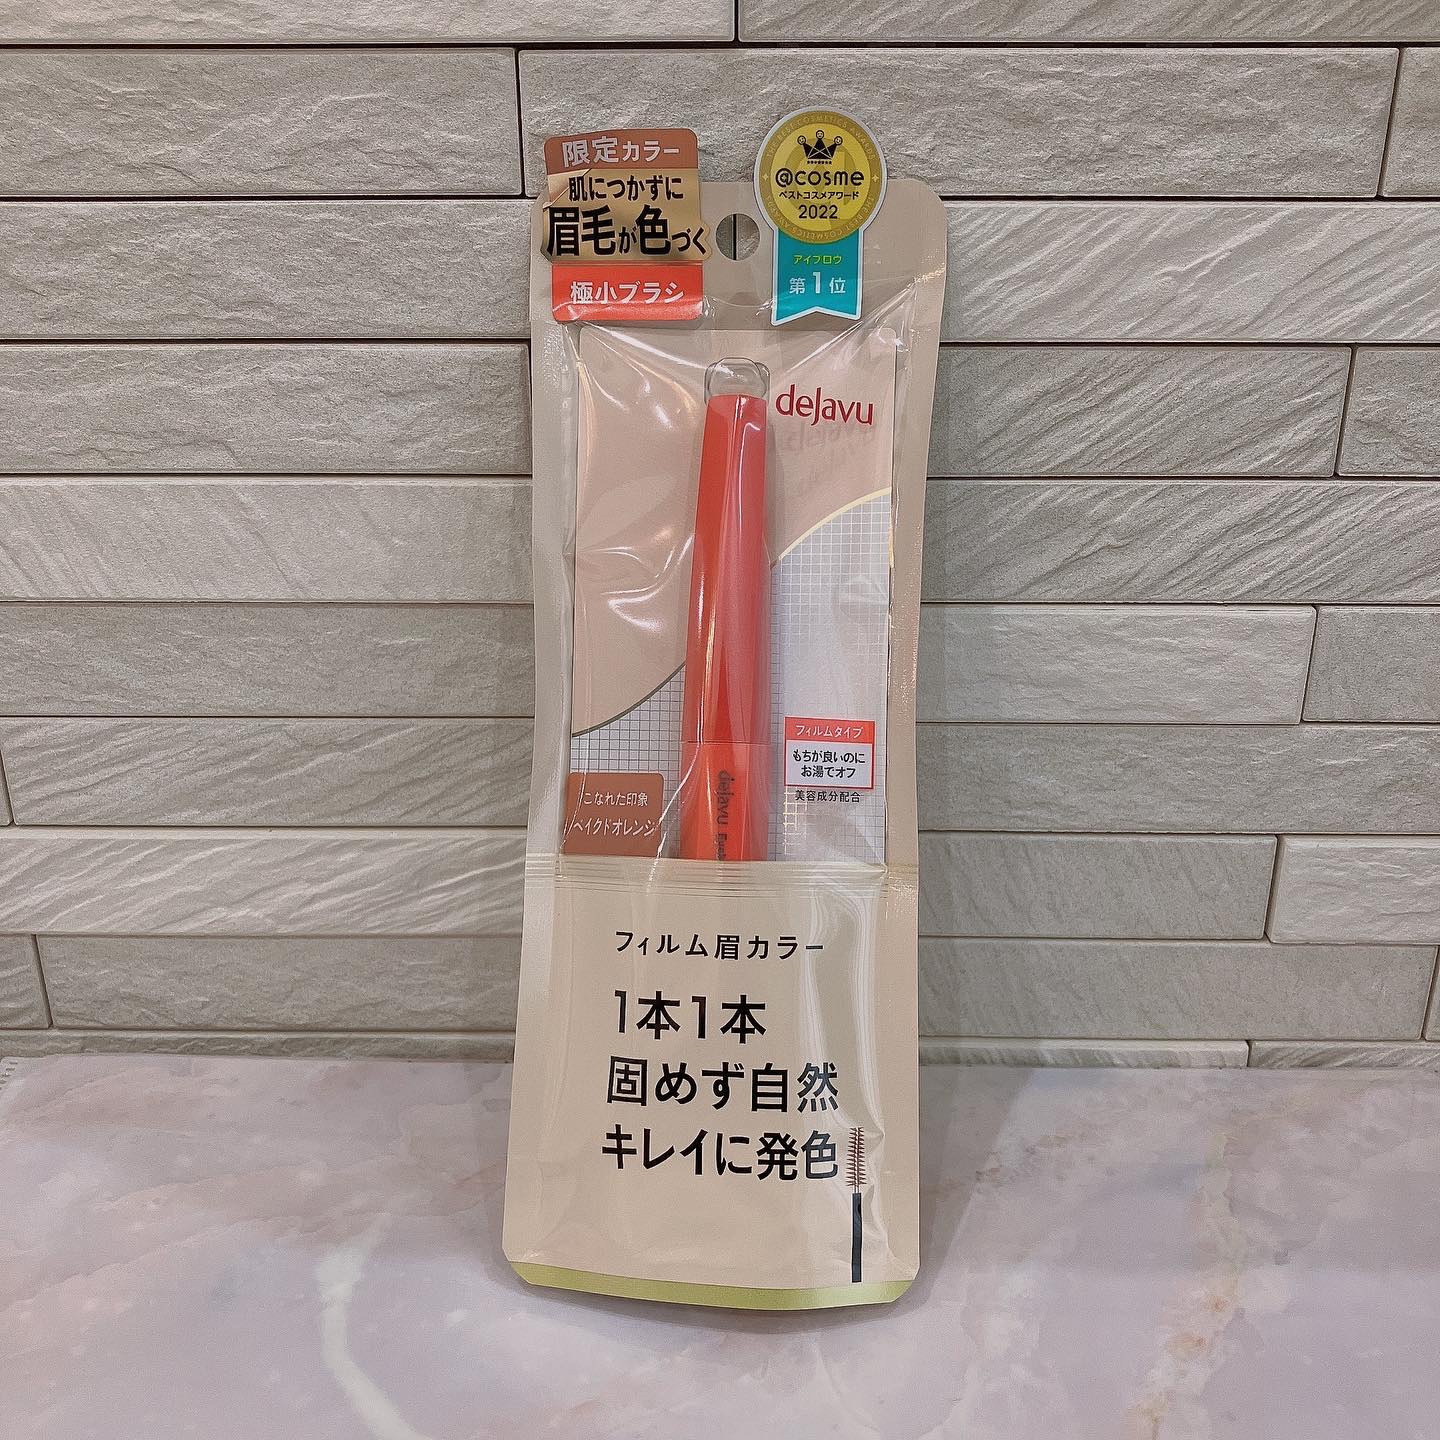 限定カラー
肌につかずに
眉毛が色づく
極小ブラシ
@cosme
ベストコスメアワード
2022
アイブロウ
第1位
dejavu
フィルムタイプ
もちが良いのに
お湯でオフ
美容成分配合
こなれた印象
ベイクドオレンジ
dejavu
フィルム眉カラー
1本1本
固めず自然
キレイに発色